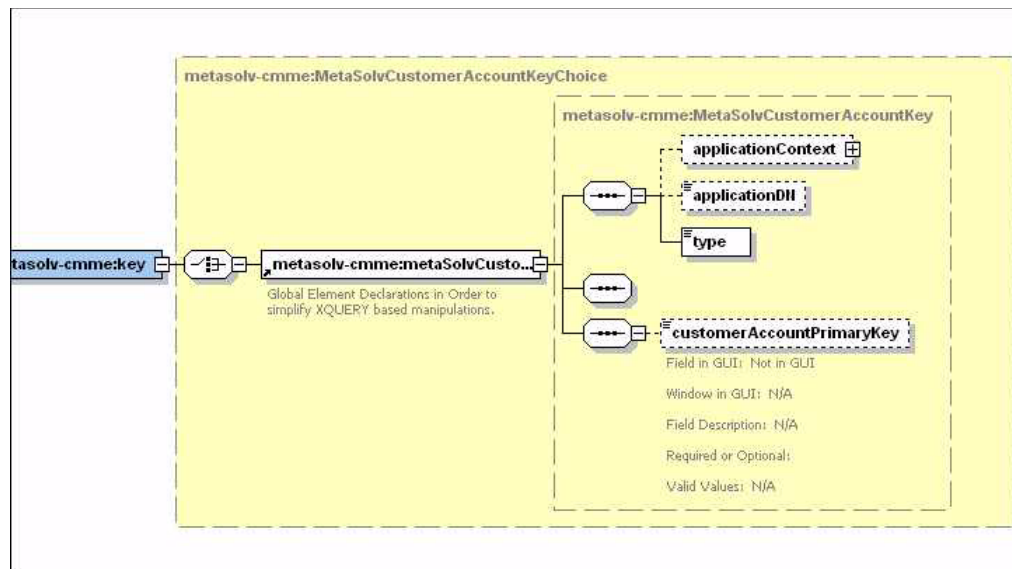 metasolv-cmme:MetaSolvCustomerAccountKeyChoice
metasolv-cmme:MetaSolvCustomerAccountKey
applicationContext
applicationDN
type
tasolv-cmme:key
metasolv-cmme:metaSolvCusto...
Global Element Declarations in Order to
simplify XQUERY based manipulations.
customerAccountPrimaryKey
Field in GUI: Not in GUI
Window in GUI: N/A
Field Description: N/A
Required or Optional:
Valid Values: N/A